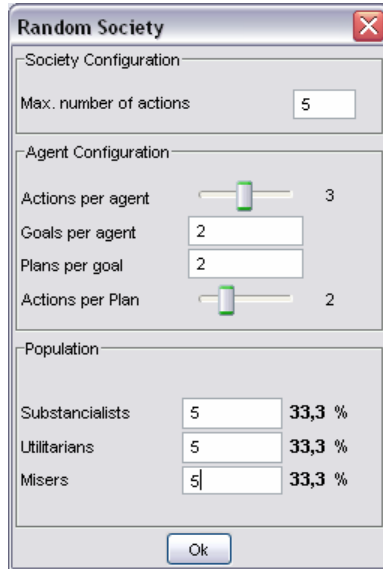 Random Society
Society Configuration
Max. number of actions 5
Agent Configuration
Actions per agent 3
Goals per agent 2
Plans per goal 2
Actions per Plan 2
Population
Substancialists 5 33,3 %
Utilitarians 5 33,3 %
Misers 5 33,3 %
Ok